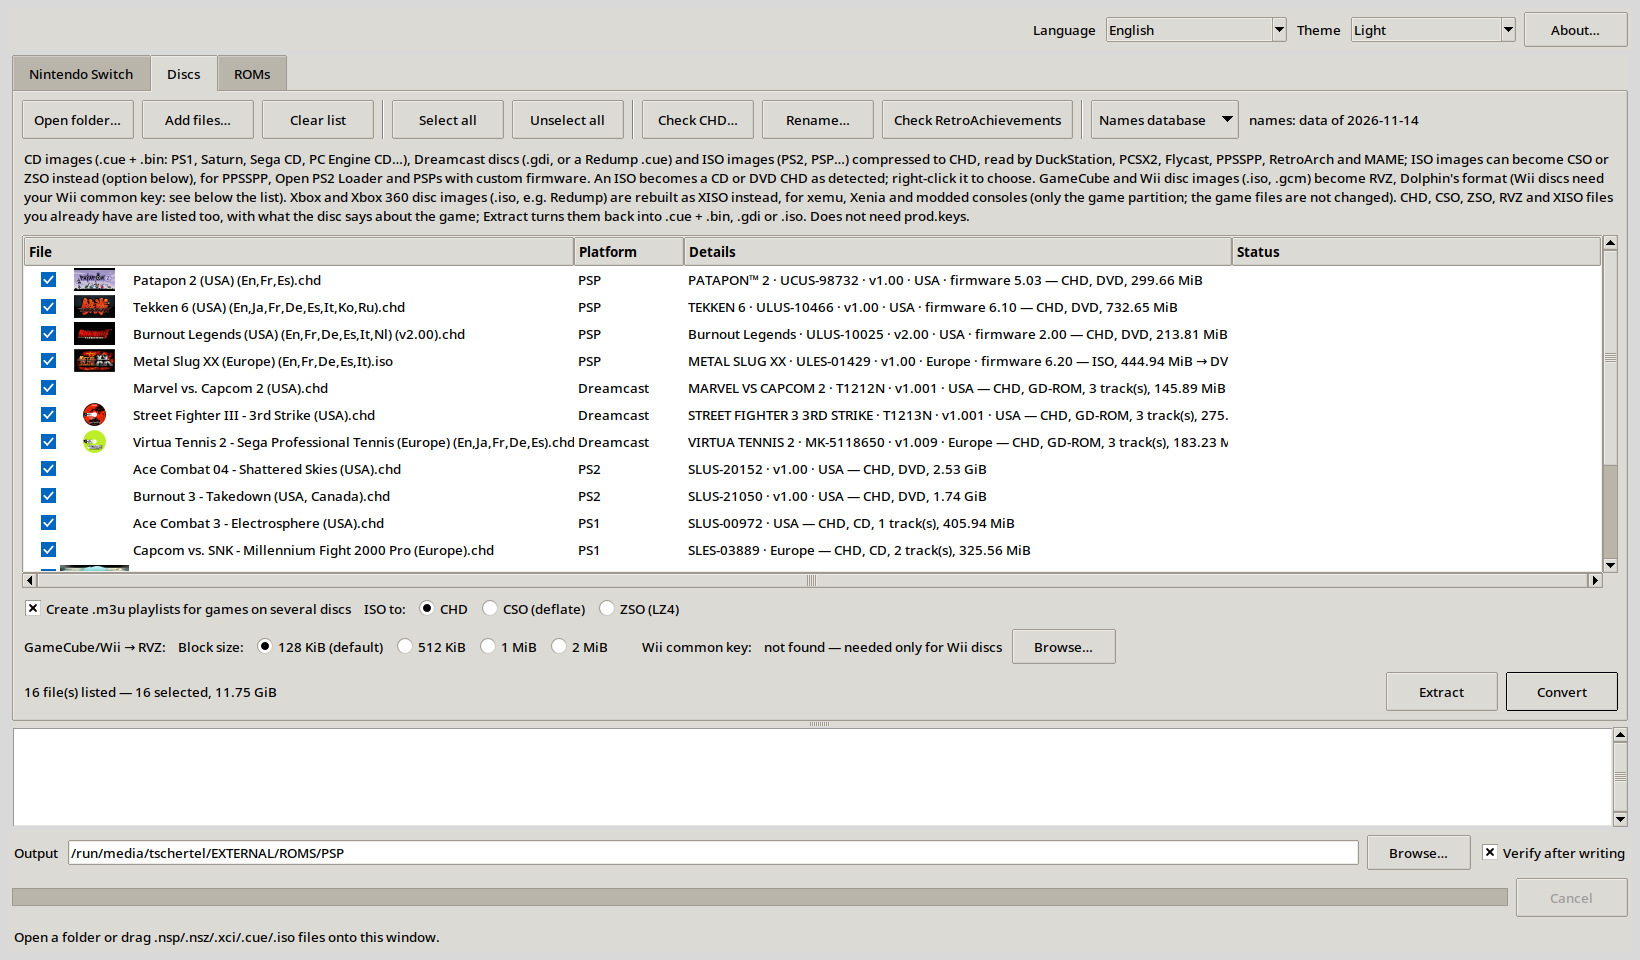 Language English Theme Light About...
Nintendo Switch Discs ROMs
Open folder... Add files... Clear list Select all Unselect all Check CHD... Rename... Check RetroAchievements Names database names: data of 2026-11-14
CD images (.cue + .bin: PS1, Saturn, Sega CD, PC Engine CD...), Dreamcast discs (.gdi, or a Redump .cue) and ISO images (PS2, PSP...) compressed to CHD, read by DuckStation, PCSX2, Flycast, PPSSPP, RetroArch and MAME; ISO images can become CSO or
ZSO instead (option below), for PPSSPP, Open PS2 Loader and PSPs with custom firmware. An ISO becomes a CD or DVD CHD as detected; right-click it to choose. GameCube and Wii disc images (.iso, .gcm) become RVZ, Dolphin's format (Wii discs need
your Wii common key: see below the list). Xbox and Xbox 360 disc images (.iso, e.g. Redump) are rebuilt as XISO instead, for xemu, Xenia and modded consoles (only the game partition; the game files are not changed). CHD, CSO, ZSO, RVZ and XISO files
you already have are listed too, with what the disc says about the game; Extract turns them back into .cue + .bin, .gdi or .iso. Does not need prod.keys.
File Platform Details Status
Patapon 2 (USA) (En,Fr,Es).chd PSP PATAPON™ 2 · UCUS-98732 · v1.00 · USA · firmware 5.03 — CHD, DVD, 299.66 MiB
Tekken 6 (USA) (En,Ja,Fr,De,Es,It,Ko,Ru).chd PSP TEKKEN 6 · ULUS-10466 · v1.00 · USA · firmware 6.10 — CHD, DVD, 732.65 MiB
Burnout Legends (USA) (En,Fr,De,Es,It,Nl) (v2.00).chd PSP Burnout Legends · ULUS-10025 · v2.00 · USA · firmware 2.00 — CHD, DVD, 213.81 MiB
Metal Slug XX (Europe) (En,Fr,De,Es,It).iso PSP METAL SLUG XX · ULES-01429 · v1.00 · Europe · firmware 6.20 — ISO, 444.94 MiB → DV
Marvel vs. Capcom 2 (USA).chd Dreamcast MARVEL VS CAPCOM 2 · T1212N · v1.001 · USA — CHD, GD-ROM, 3 track(s), 145.89 MiB
Street Fighter III - 3rd Strike (USA).chd Dreamcast STREET FIGHTER 3 3RD STRIKE · T1213N · v1.001 · USA — CHD, GD-ROM, 3 track(s), 275.
Virtua Tennis 2 - Sega Professional Tennis (Europe) (En,Ja,Fr,De,Es).chd Dreamcast VIRTUA TENNIS 2 · MK-5118650 · v1.009 · Europe — CHD, GD-ROM, 3 track(s), 183.23 M
Ace Combat 04 - Shattered Skies (USA).chd PS2 SLUS-20152 · v1.00 · USA — CHD, DVD, 2.53 GiB
Burnout 3 - Takedown (USA, Canada).chd PS2 SLUS-21050 · v1.00 · USA — CHD, DVD, 1.74 GiB
Ace Combat 3 - Electrosphere (USA).chd PS1 SLUS-00972 · USA — CHD, CD, 1 track(s), 405.94 MiB
Capcom vs. SNK - Millennium Fight 2000 Pro (Europe).chd PS1 SLES-03889 · Europe — CHD, CD, 2 track(s), 325.56 MiB
Create .m3u playlists for games on several discs ISO to: CHD CSO (deflate) ZSO (LZ4)
GameCube/Wii → RVZ: Block size: 128 KiB (default) 512 KiB 1 MiB 2 MiB Wii common key: not found — needed only for Wii discs Browse...
16 file(s) listed — 16 selected, 11.75 GiB Extract Convert
Output /run/media/tschertel/EXTERNAL/ROMS/PSP Browse... Verify after writing
Cancel
Open a folder or drag .nsp/.nsz/.xci/.cue/.iso files onto this window.